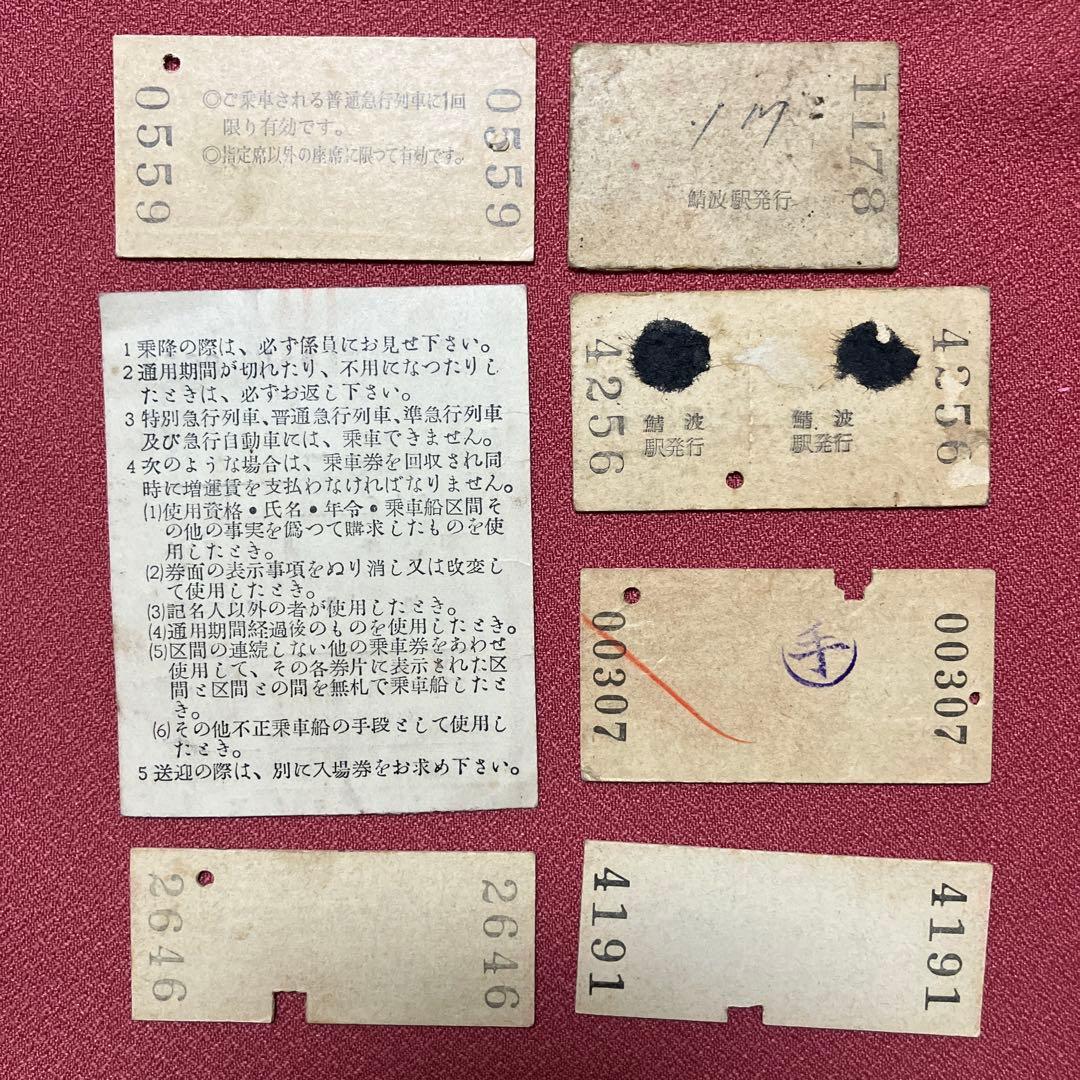 0559
◎ご乗車される普通急行列車に1回
限り有効です。
◎指定席以外の座席に限つて有効です。
0559
1178
鯖波駅発行
1乗降の際は、必ず係員にお見せ下さい。
2通用期間が切れたり、不用になつたりし
たときは、必ずお返し下さい。
3特別急行列車、普通急行列車、準急行列車
及び急行自動車には、乗車できません。
4次のような場合は、乗車券を回収され同
時に増運賃を支払わなければなりません。
(1)使用資格・氏名・年令・乗車船区間そ
の他の事実を偽つて購求したものを使
用したとき。
(2)券面の表示事項をぬり消し又は改変し
て使用したとき。
(3)記名人以外の者が使用したとき。
(4)通用期間経過後のものを使用したとき。
(5)区間の連続しない他の乗車券をあわせ
使用して、その各券片に表示された区
間と区間との間を無札で乗車船したと
き。
(6)その他不正乗車船の手段として使用し
たとき。
5送迎の際は、別に入場券をお求め下さい。
4256
鯖波
駅発行
鯖波
駅発行
4256
00307
手
00307
2646
2646
4191
4191